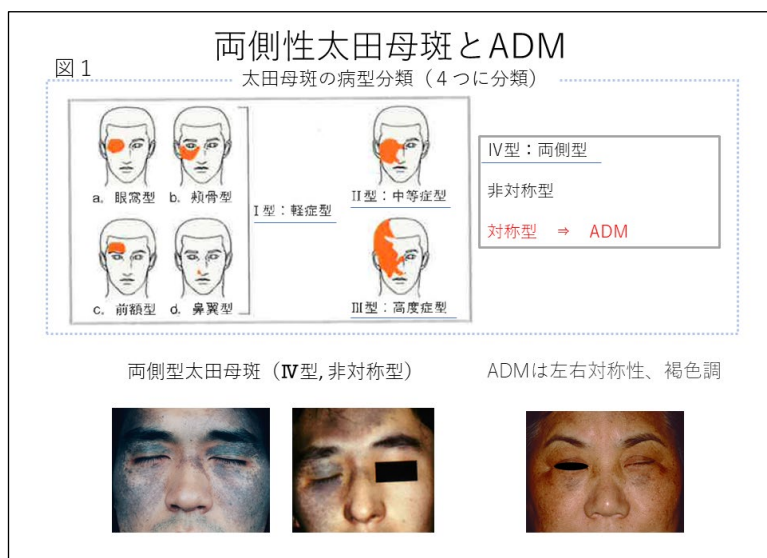 両側性太田母斑とADM
図1
太田母斑の病型分類（４つに分類）
a. 眼窩型
b. 頬骨型
c. 前額型
d. 鼻翼型
I型：軽症型
II型：中等症型
III型：高度症型
IV型：両側型
非対称型
対称型 ⇒ ADM
両側型太田母斑（IV型, 非対称型）
ADMは左右対称性、褐色調